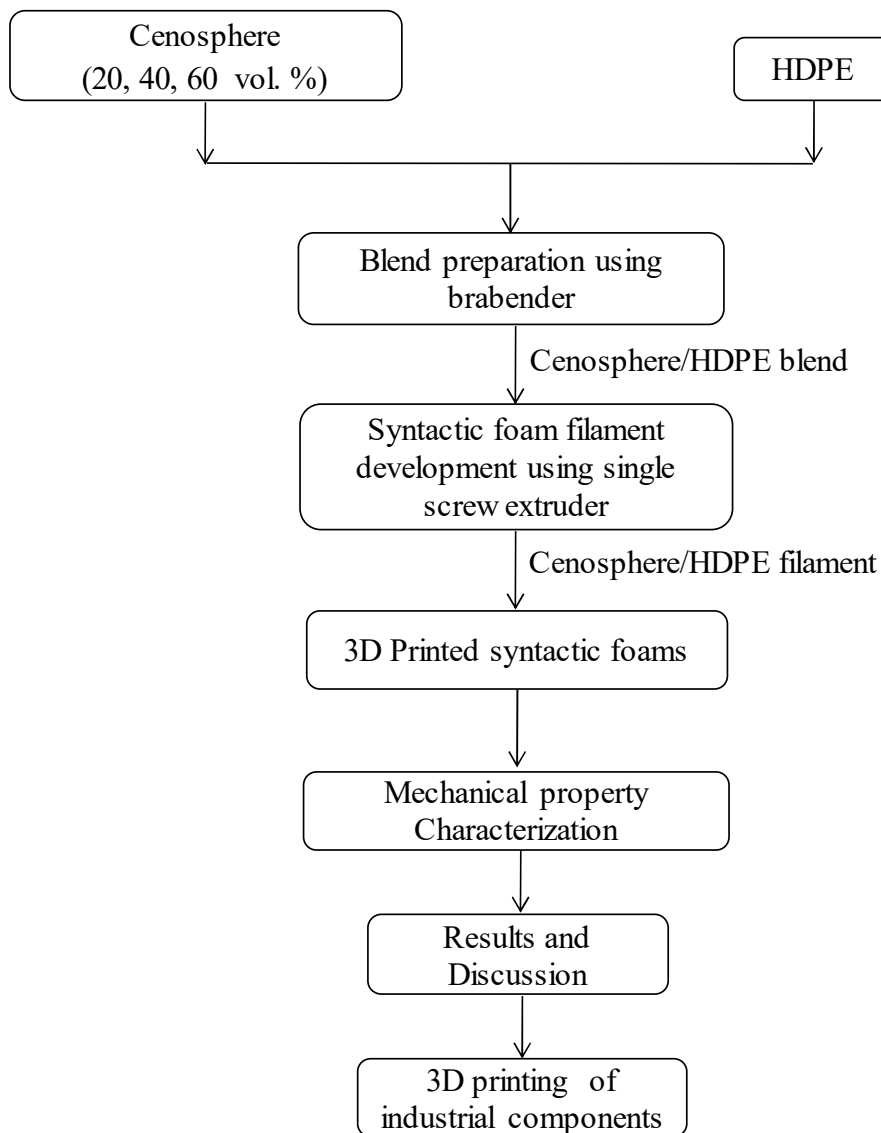 Cenosphere
(20, 40, 60 vol. %)
HDPE
Blend preparation using
brabender
Cenosphere/HDPE blend
Syntactic foam filament
development using single
screw extruder
Cenosphere/HDPE filament
3D Printed syntactic foams
Mechanical property
Characterization
Results and
Discussion
3D printing of
industrial components